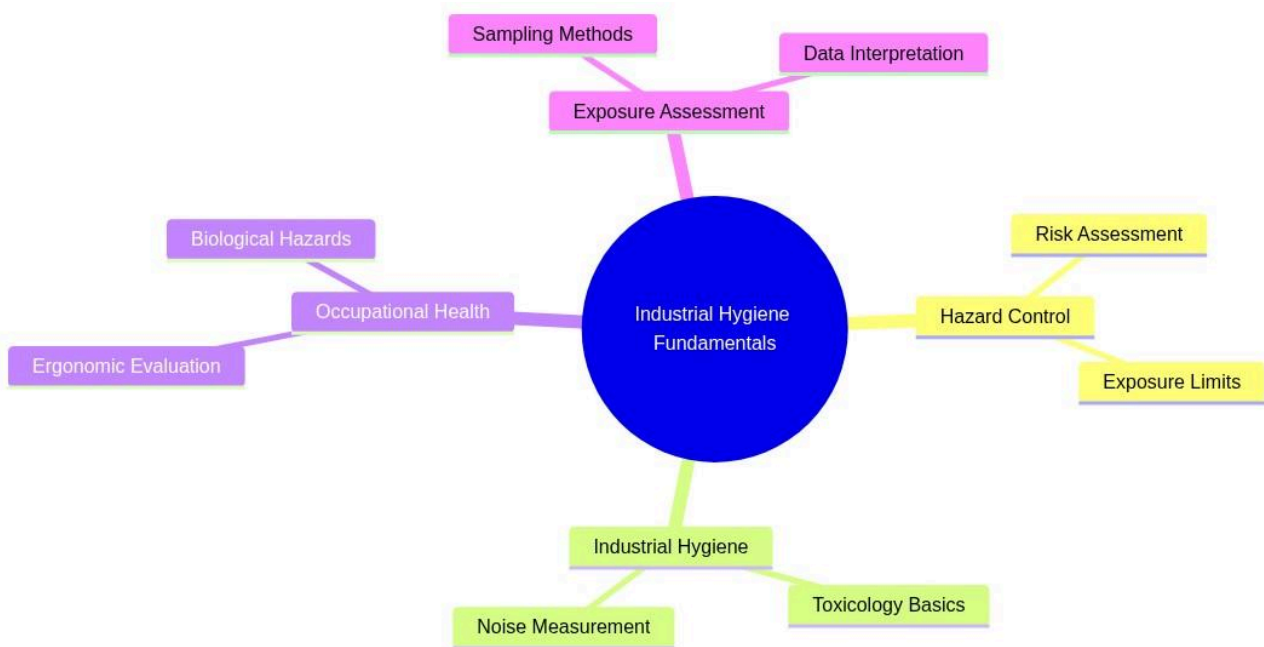 Sampling Methods
Data Interpretation
Exposure Assessment
Biological Hazards
Risk Assessment
Occupational Health
Industrial Hygiene
Fundamentals
Hazard Control
Ergonomic Evaluation
Exposure Limits
Industrial Hygiene
Toxicology Basics
Noise Measurement